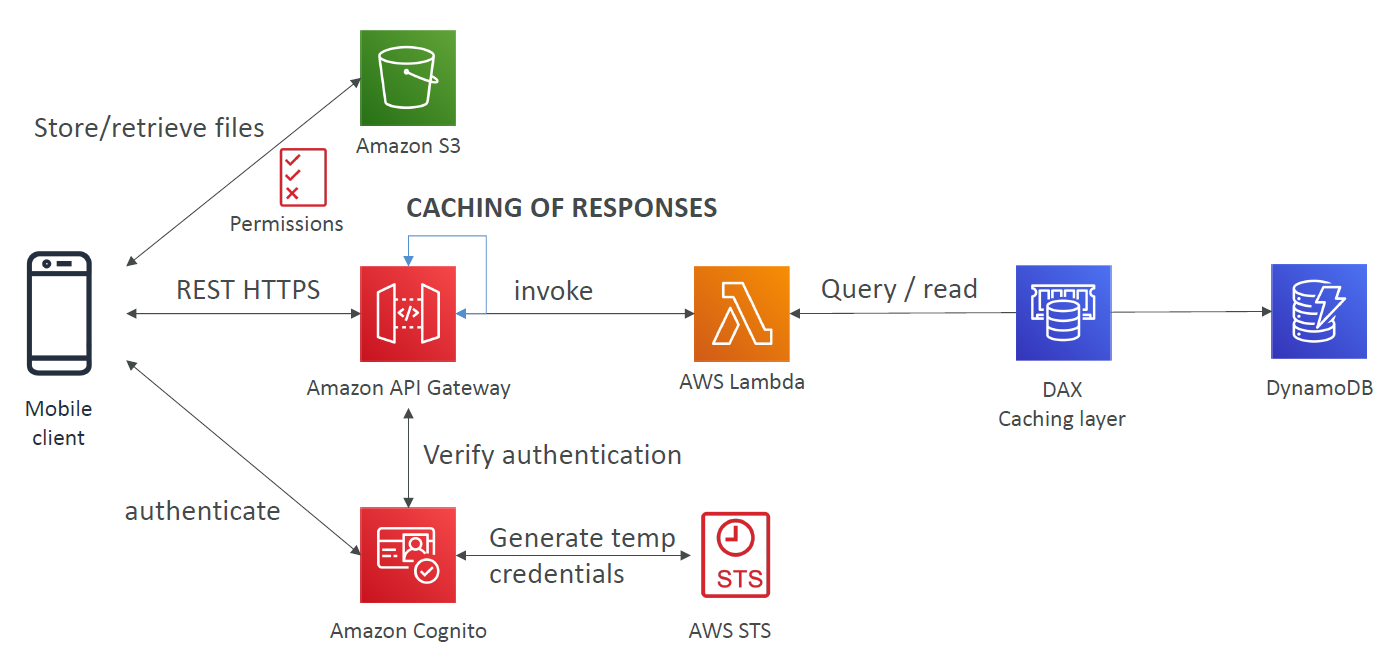 Store/retrieve files
Amazon S3
Permissions
CACHING OF RESPONSES
REST HTTPS
invoke
Query / read
</>
Amazon API Gateway
AWS Lambda
DAX
Caching layer
DynamoDB
Mobile
client
Verify authentication
authenticate
Generate temp
credentials
STS
Amazon Cognito
AWS STS